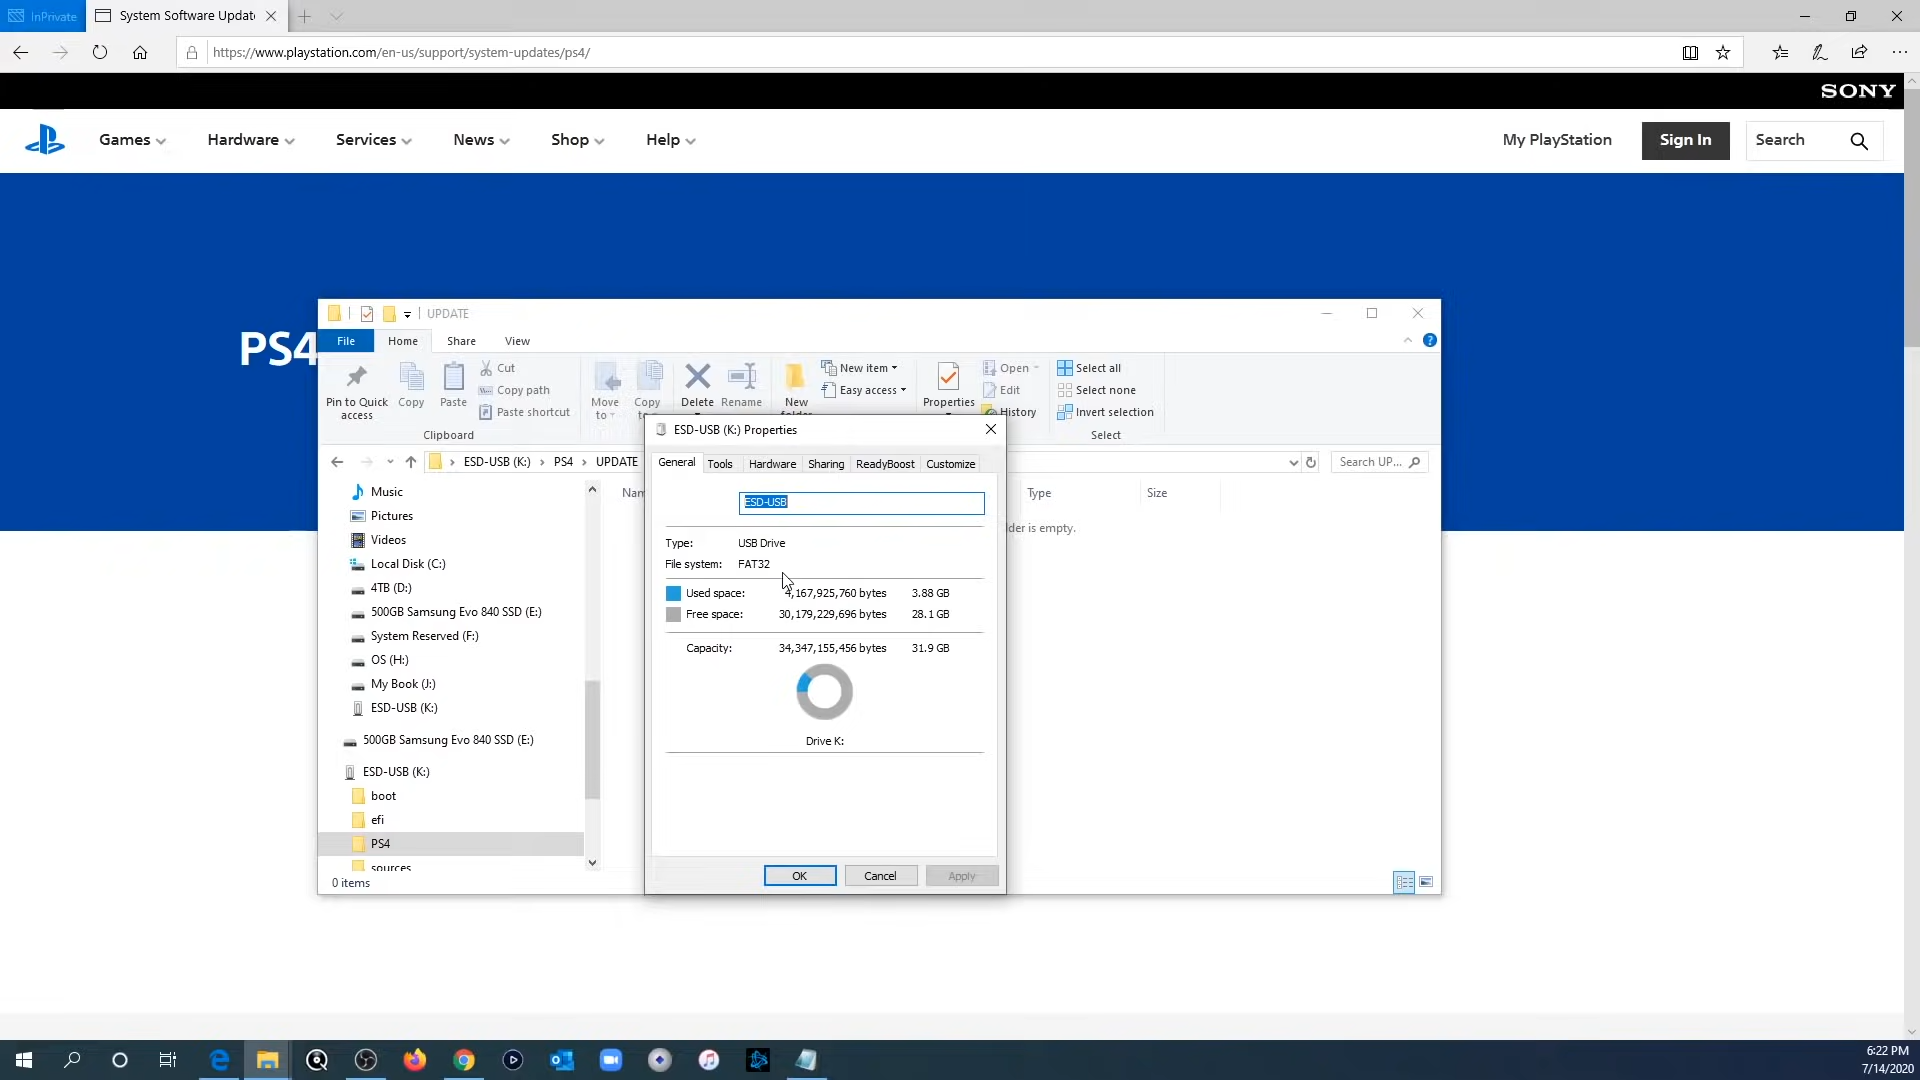 InPrivate
System Software Updat
https://www.playstation.com/en-us/support/system-updates/ps4/
SONY
Games
Hardware
Services
News
Shop
Help
My PlayStation
Sign In
Search
PS4
UPDATE
File
Home
Share
View
Pin to Quick access
Copy
Paste
Cut
Copy path
Paste shortcut
Clipboard
Move to
Copy
Delete
Rename
New
New item
Easy access
Properties
Open
Edit
History
Select all
Select none
Invert selection
Select
ESD-USB (K:) > PS4 > UPDATE
Search UP...
Music
Pictures
Videos
Local Disk (C:)
4TB (D:)
500GB Samsung Evo 840 SSD (E:)
System Reserved (F:)
OS (H:)
My Book (J:)
ESD-USB (K:)
500GB Samsung Evo 840 SSD (E:)
ESD-USB (K:)
boot
efi
PS4
sources
0 items
Nam
Type
Size
lder is empty.
ESD-USB (K:) Properties
General
Tools
Hardware
Sharing
ReadyBoost
Customize
ESD-USB
Type: USB Drive
File system: FAT32
Used space: 4,167,925,760 bytes 3.88 GB
Free space: 30,179,229,696 bytes 28.1 GB
Capacity: 34,347,155,456 bytes 31.9 GB
Drive K:
OK
Cancel
Apply
6:22 PM
7/14/2020